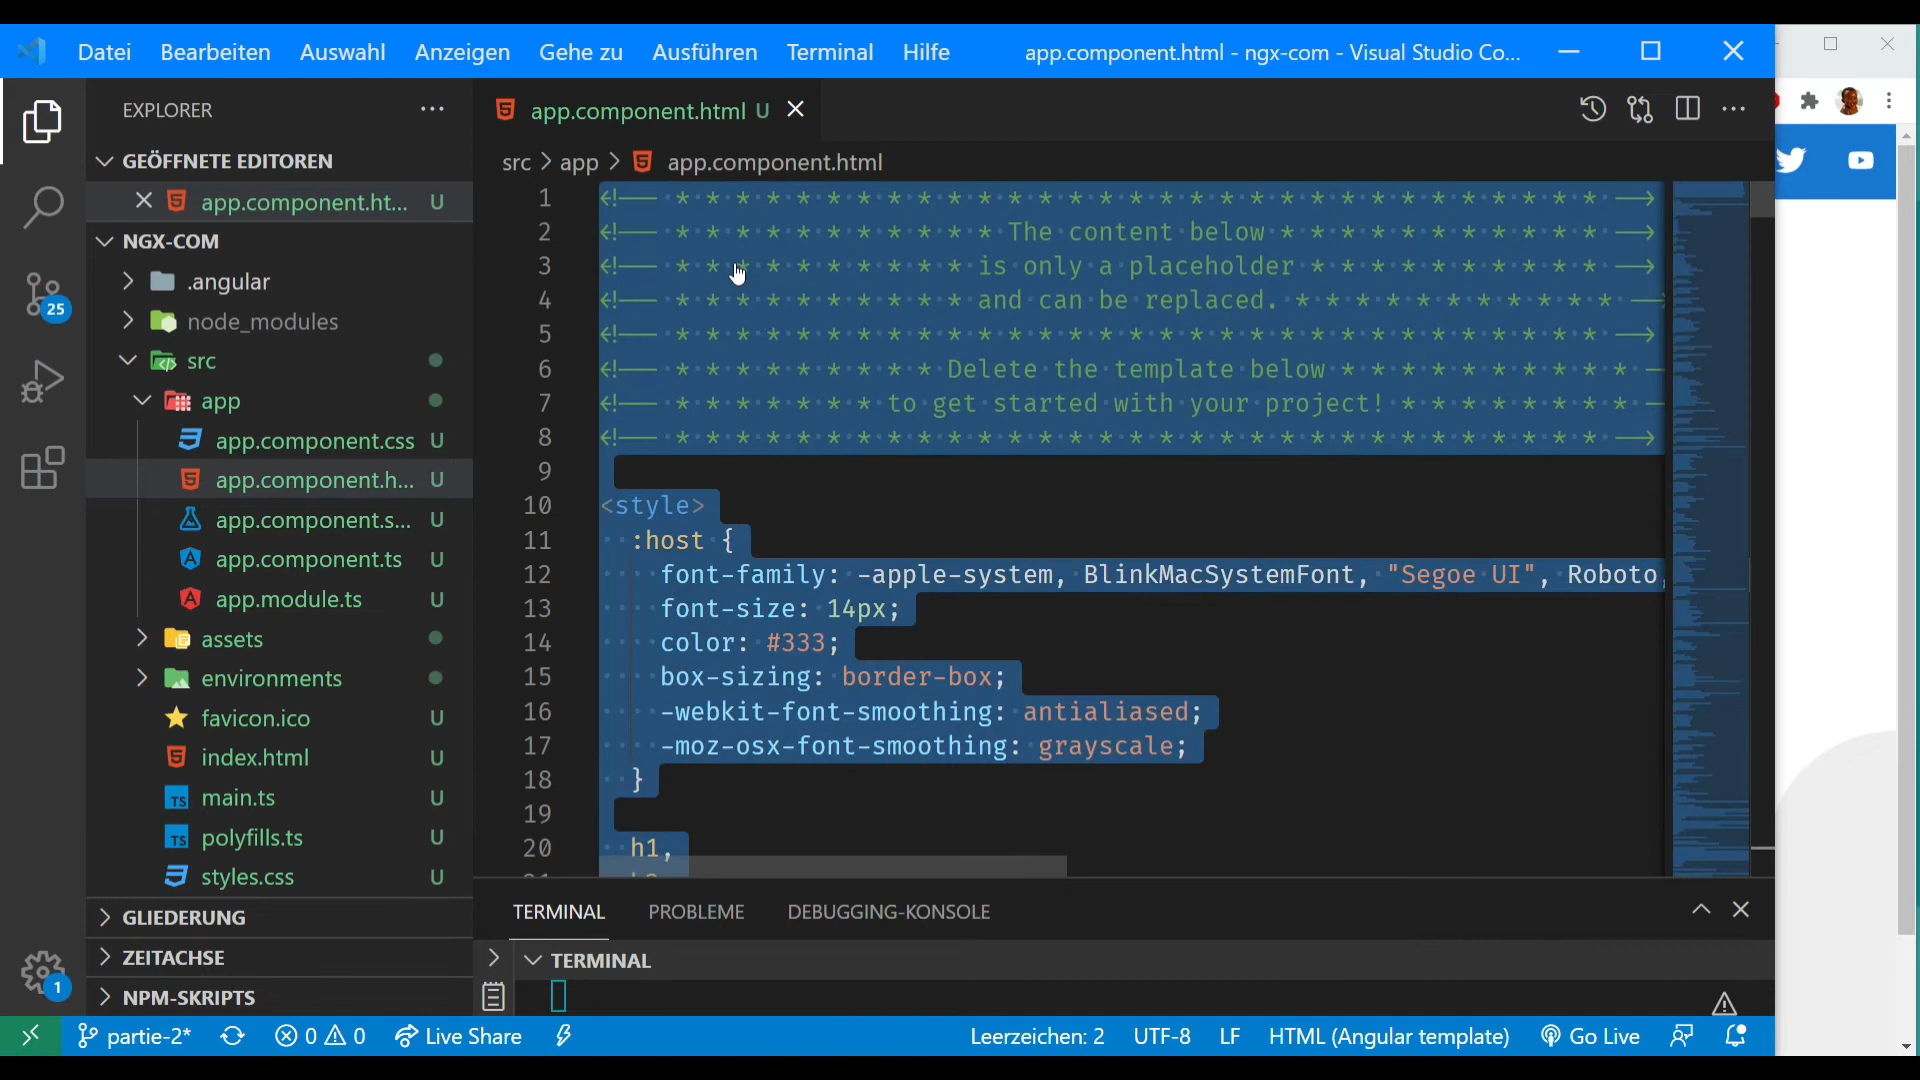 Datei Bearbeiten Auswahl Anzeigen Gehe zu Ausführen Terminal Hilfe app.component.html - ngx-com - Visual Studio Co...
EXPLORER
GEÖFFNETE EDITOREN
app.component.ht... U
NGX-COM
.angular
node_modules
src
app
app.component.css U
app.component.h... U
app.component.s... U
app.component.ts U
app.module.ts U
assets
environments
favicon.ico U
index.html U
main.ts U
polyfills.ts U
styles.css U
GLIEDERUNG
ZEITACHSE
NPM-SKRIPTS
25
1
app.component.html U
src > app > app.component.html
1 <!-- * * * * * * * * * * * * * * * * * * * * * * * * * * * * * * * -->
2 <!-- * * * * * * * * * * * The content below * * * * * * * * * * * -->
3 <!-- * * * * * * * * * * is only a placeholder * * * * * * * * * * -->
4 <!-- * * * * * * * * * * and can be replaced. * * * * * * * * * * * -->
5 <!-- * * * * * * * * * * * * * * * * * * * * * * * * * * * * * * * -->
6 <!-- * * * * * * * * * Delete the template below * * * * * * * * * * -
7 <!-- * * * * * * * to get started with your project! * * * * * * * * -
8 <!-- * * * * * * * * * * * * * * * * * * * * * * * * * * * * * * * -->
9
10 <style>
11 :host {
12 font-family: -apple-system, BlinkMacSystemFont, "Segoe UI", Roboto,
13 font-size: 14px;
14 color: #333;
15 box-sizing: border-box;
16 -webkit-font-smoothing: antialiased;
17 -moz-osx-font-smoothing: grayscale;
18 }
19
20 h1,
TERMINAL PROBLEME DEBUGGING-KONSOLE
TERMINAL
partie-2* 0 0 Live Share Leerzeichen: 2 UTF-8 LF HTML (Angular template) Go Live